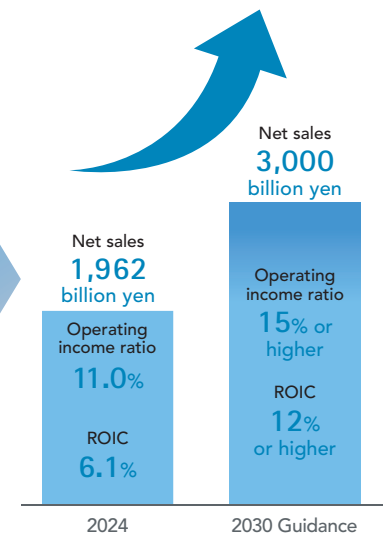 Net sales
1,962
billion yen
Operating
income ratio
11.0%
ROIC
6.1%
2024
Net sales
3,000
billion yen
Operating
income ratio
15% or
higher
ROIC
12%
or higher
2030 Guidance